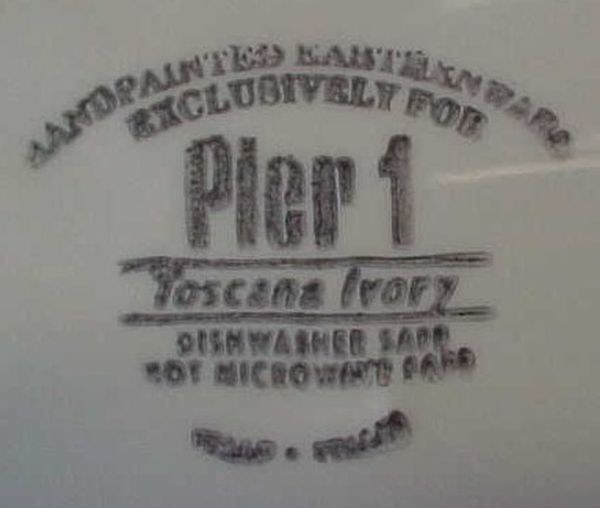 HANDPAINTED EARTHENWARE
EXCLUSIVELY FOR
Pier 1
Toscana Ivory
DISHWASHER SAFE
NOT MICROWAVE SAFE